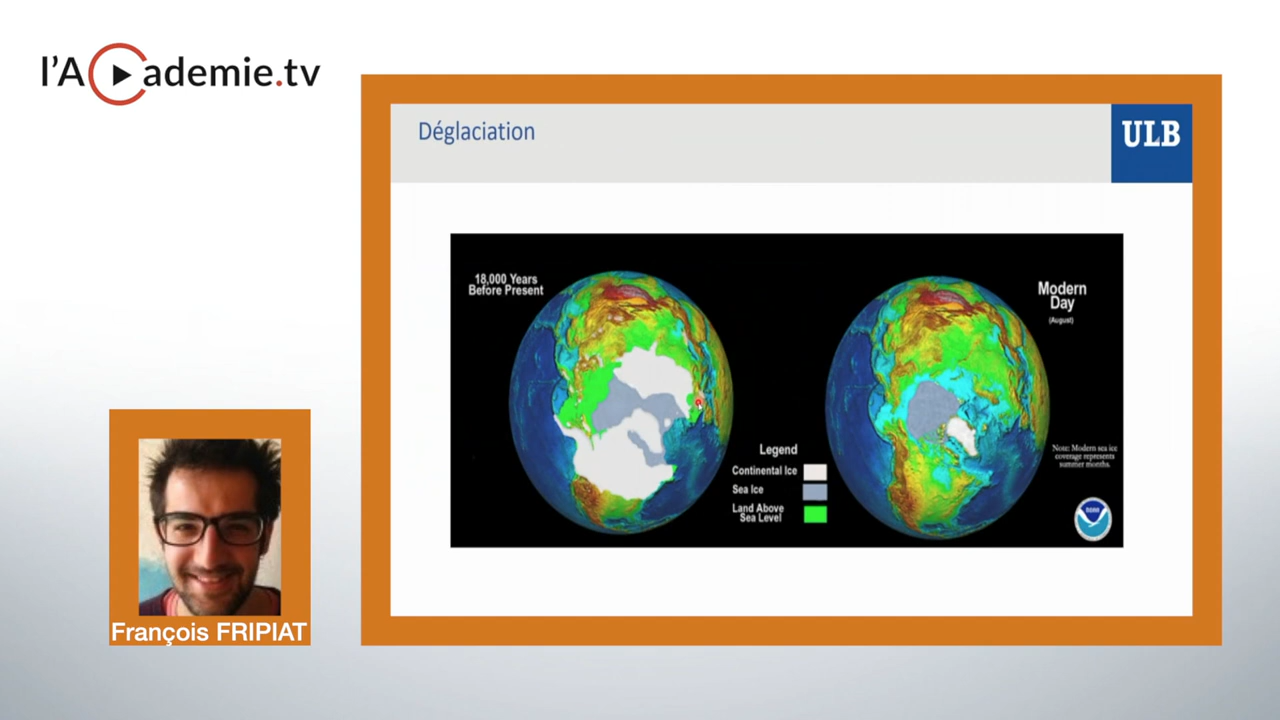 l'Academie.tv
Déglaciation
ULB
18,000 Years
Before Present
Modern
Day
(August)
Legend
Continental Ice
Sea Ice
Land Above
Sea Level
Note: Modern sea ice
coverage represents
summer months.
noaa
François FRIPIAT